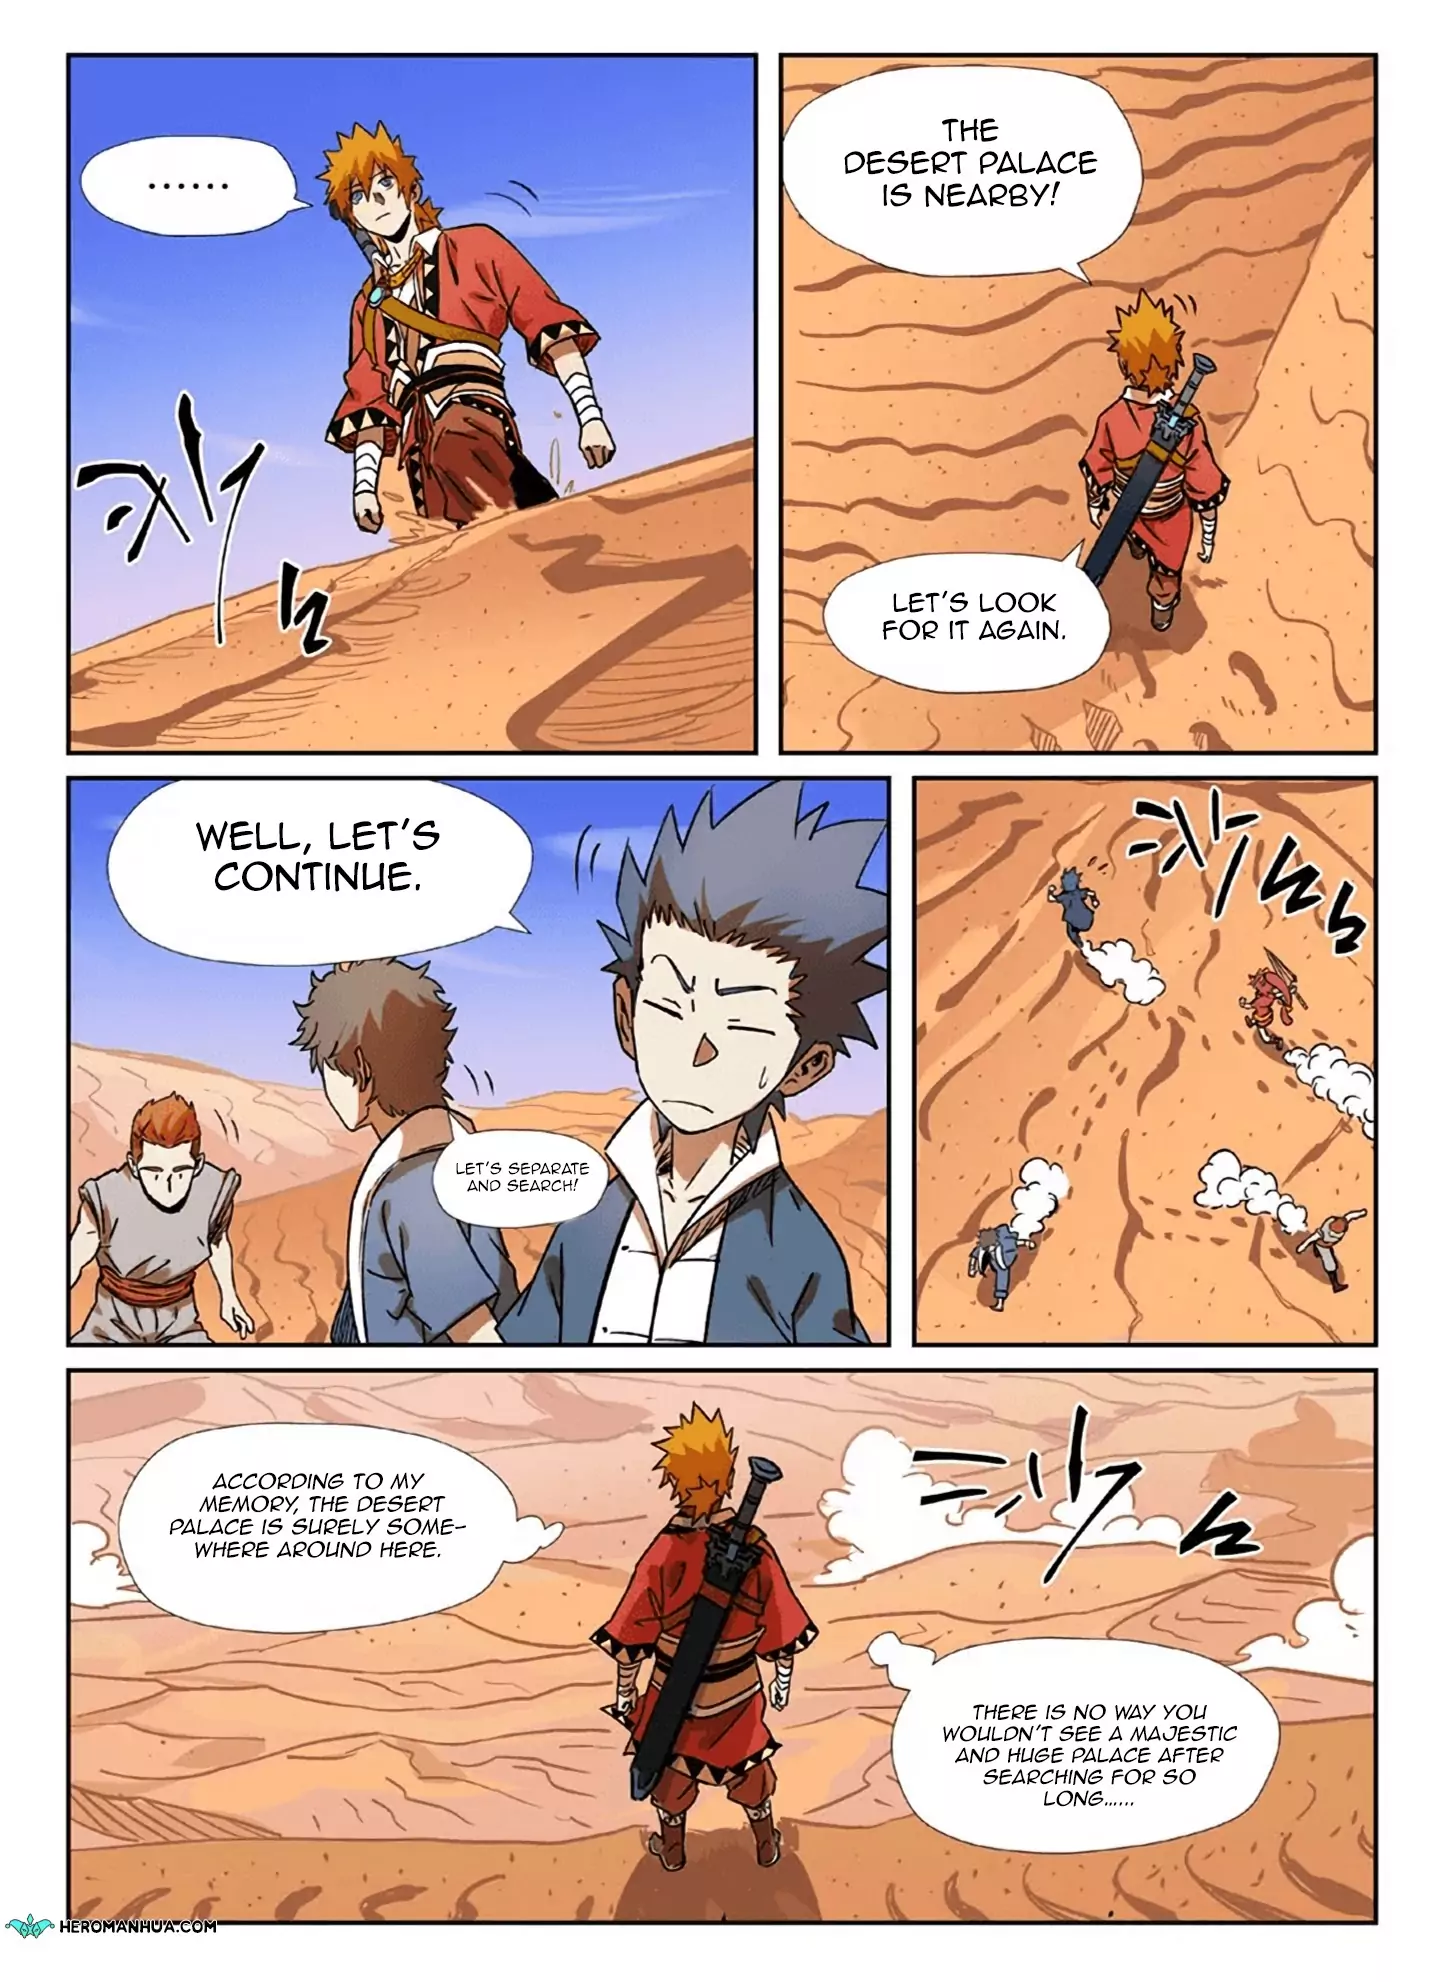 ......
THE
DESERT PALACE
IS NEARBY!
LET'S LOOK
FOR IT AGAIN.
WELL, LET'S
CONTINUE.
LET'S SEPARATE
AND SEARCH!
ACCORDING TO MY
MEMORY, THE DESERT
PALACE IS SURELY SOME-
WHERE AROUND HERE.
THERE IS NO WAY YOU
WOULDN'T SEE A MAJESTIC
AND HUGE PALACE AFTER
SEARCHING FOR SO
LONG......
HEROMANHUA.COM